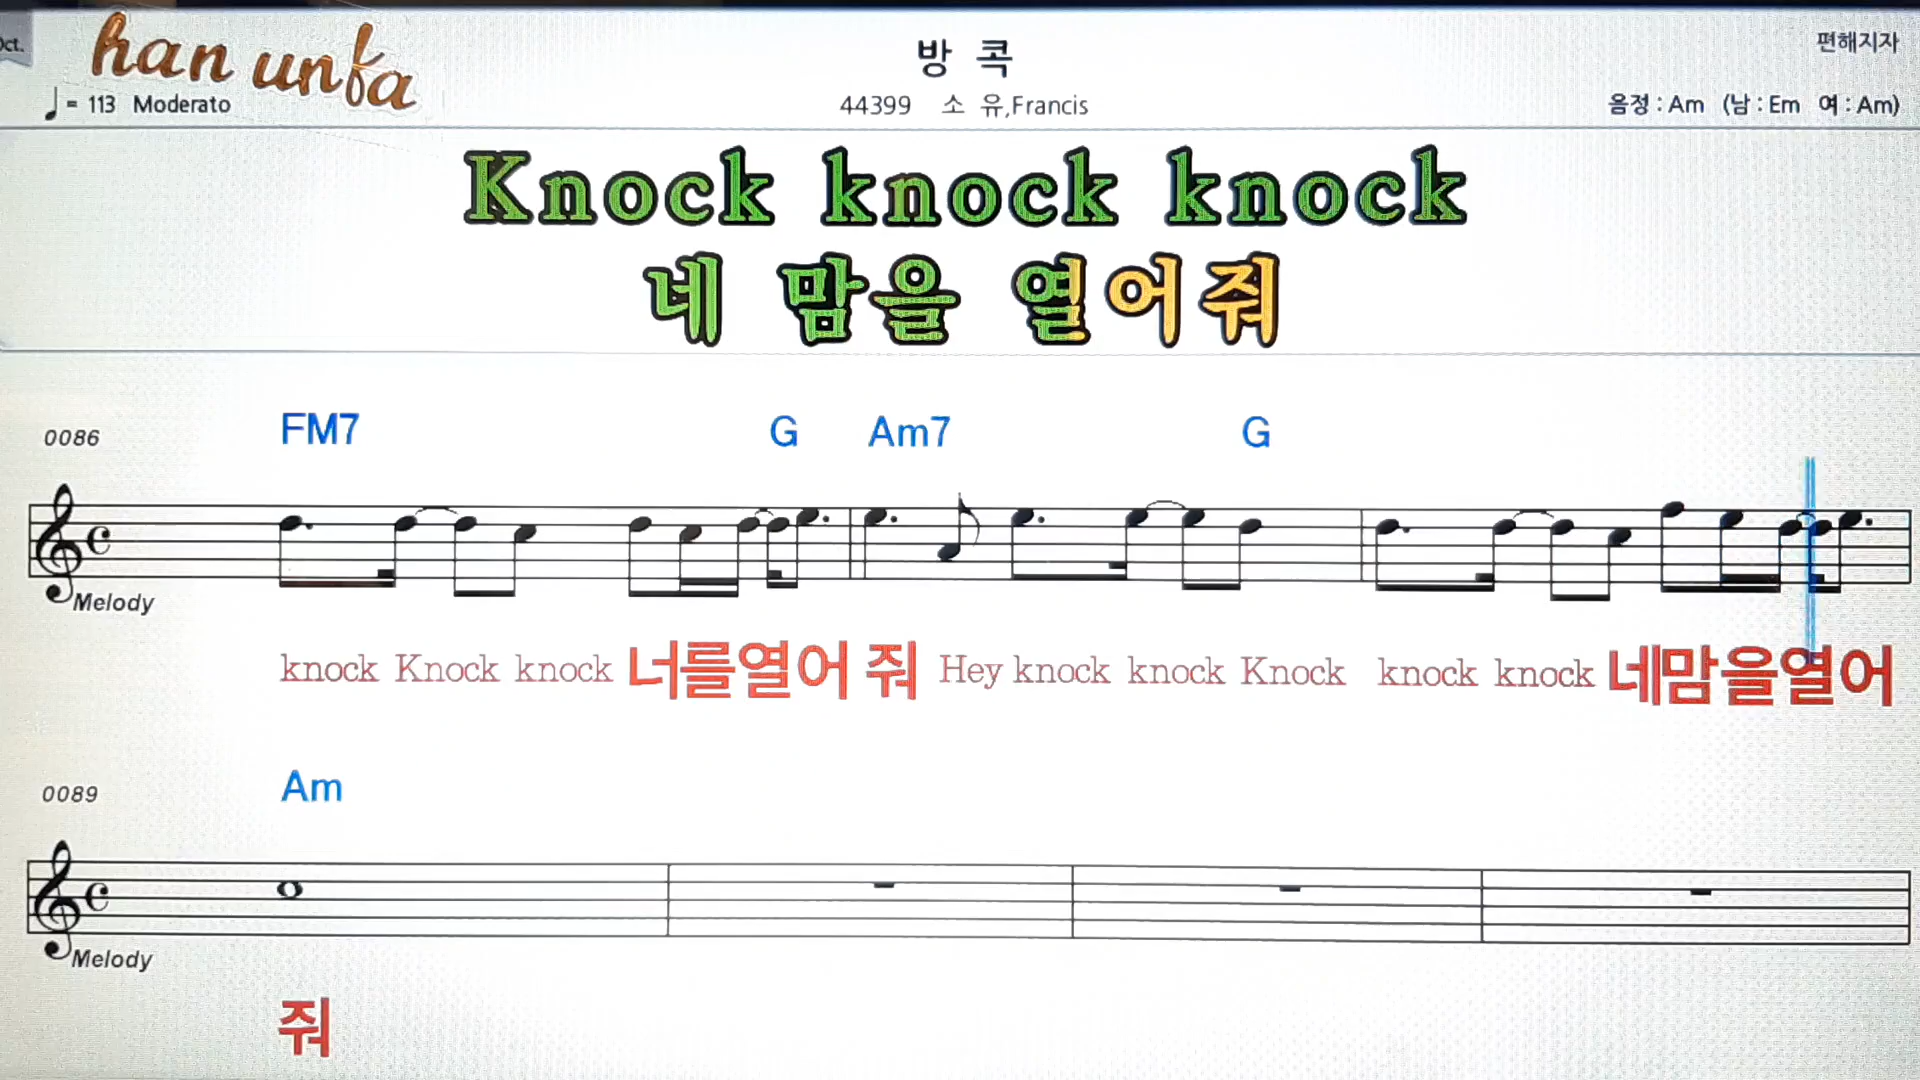 Oct.
han unfa
방 콕
편해지자
♩= 113 Moderato
44399 소 유,Francis
음정 : Am (남 : Em 여 : Am)
Knock knock knock
네 맘을 열어줘
0086 FM7 G Am7 G
Melody
knock Knock knock 너를열어 줘 Hey knock knock Knock knock knock 네맘을열어
0089 Am
Melody
줘